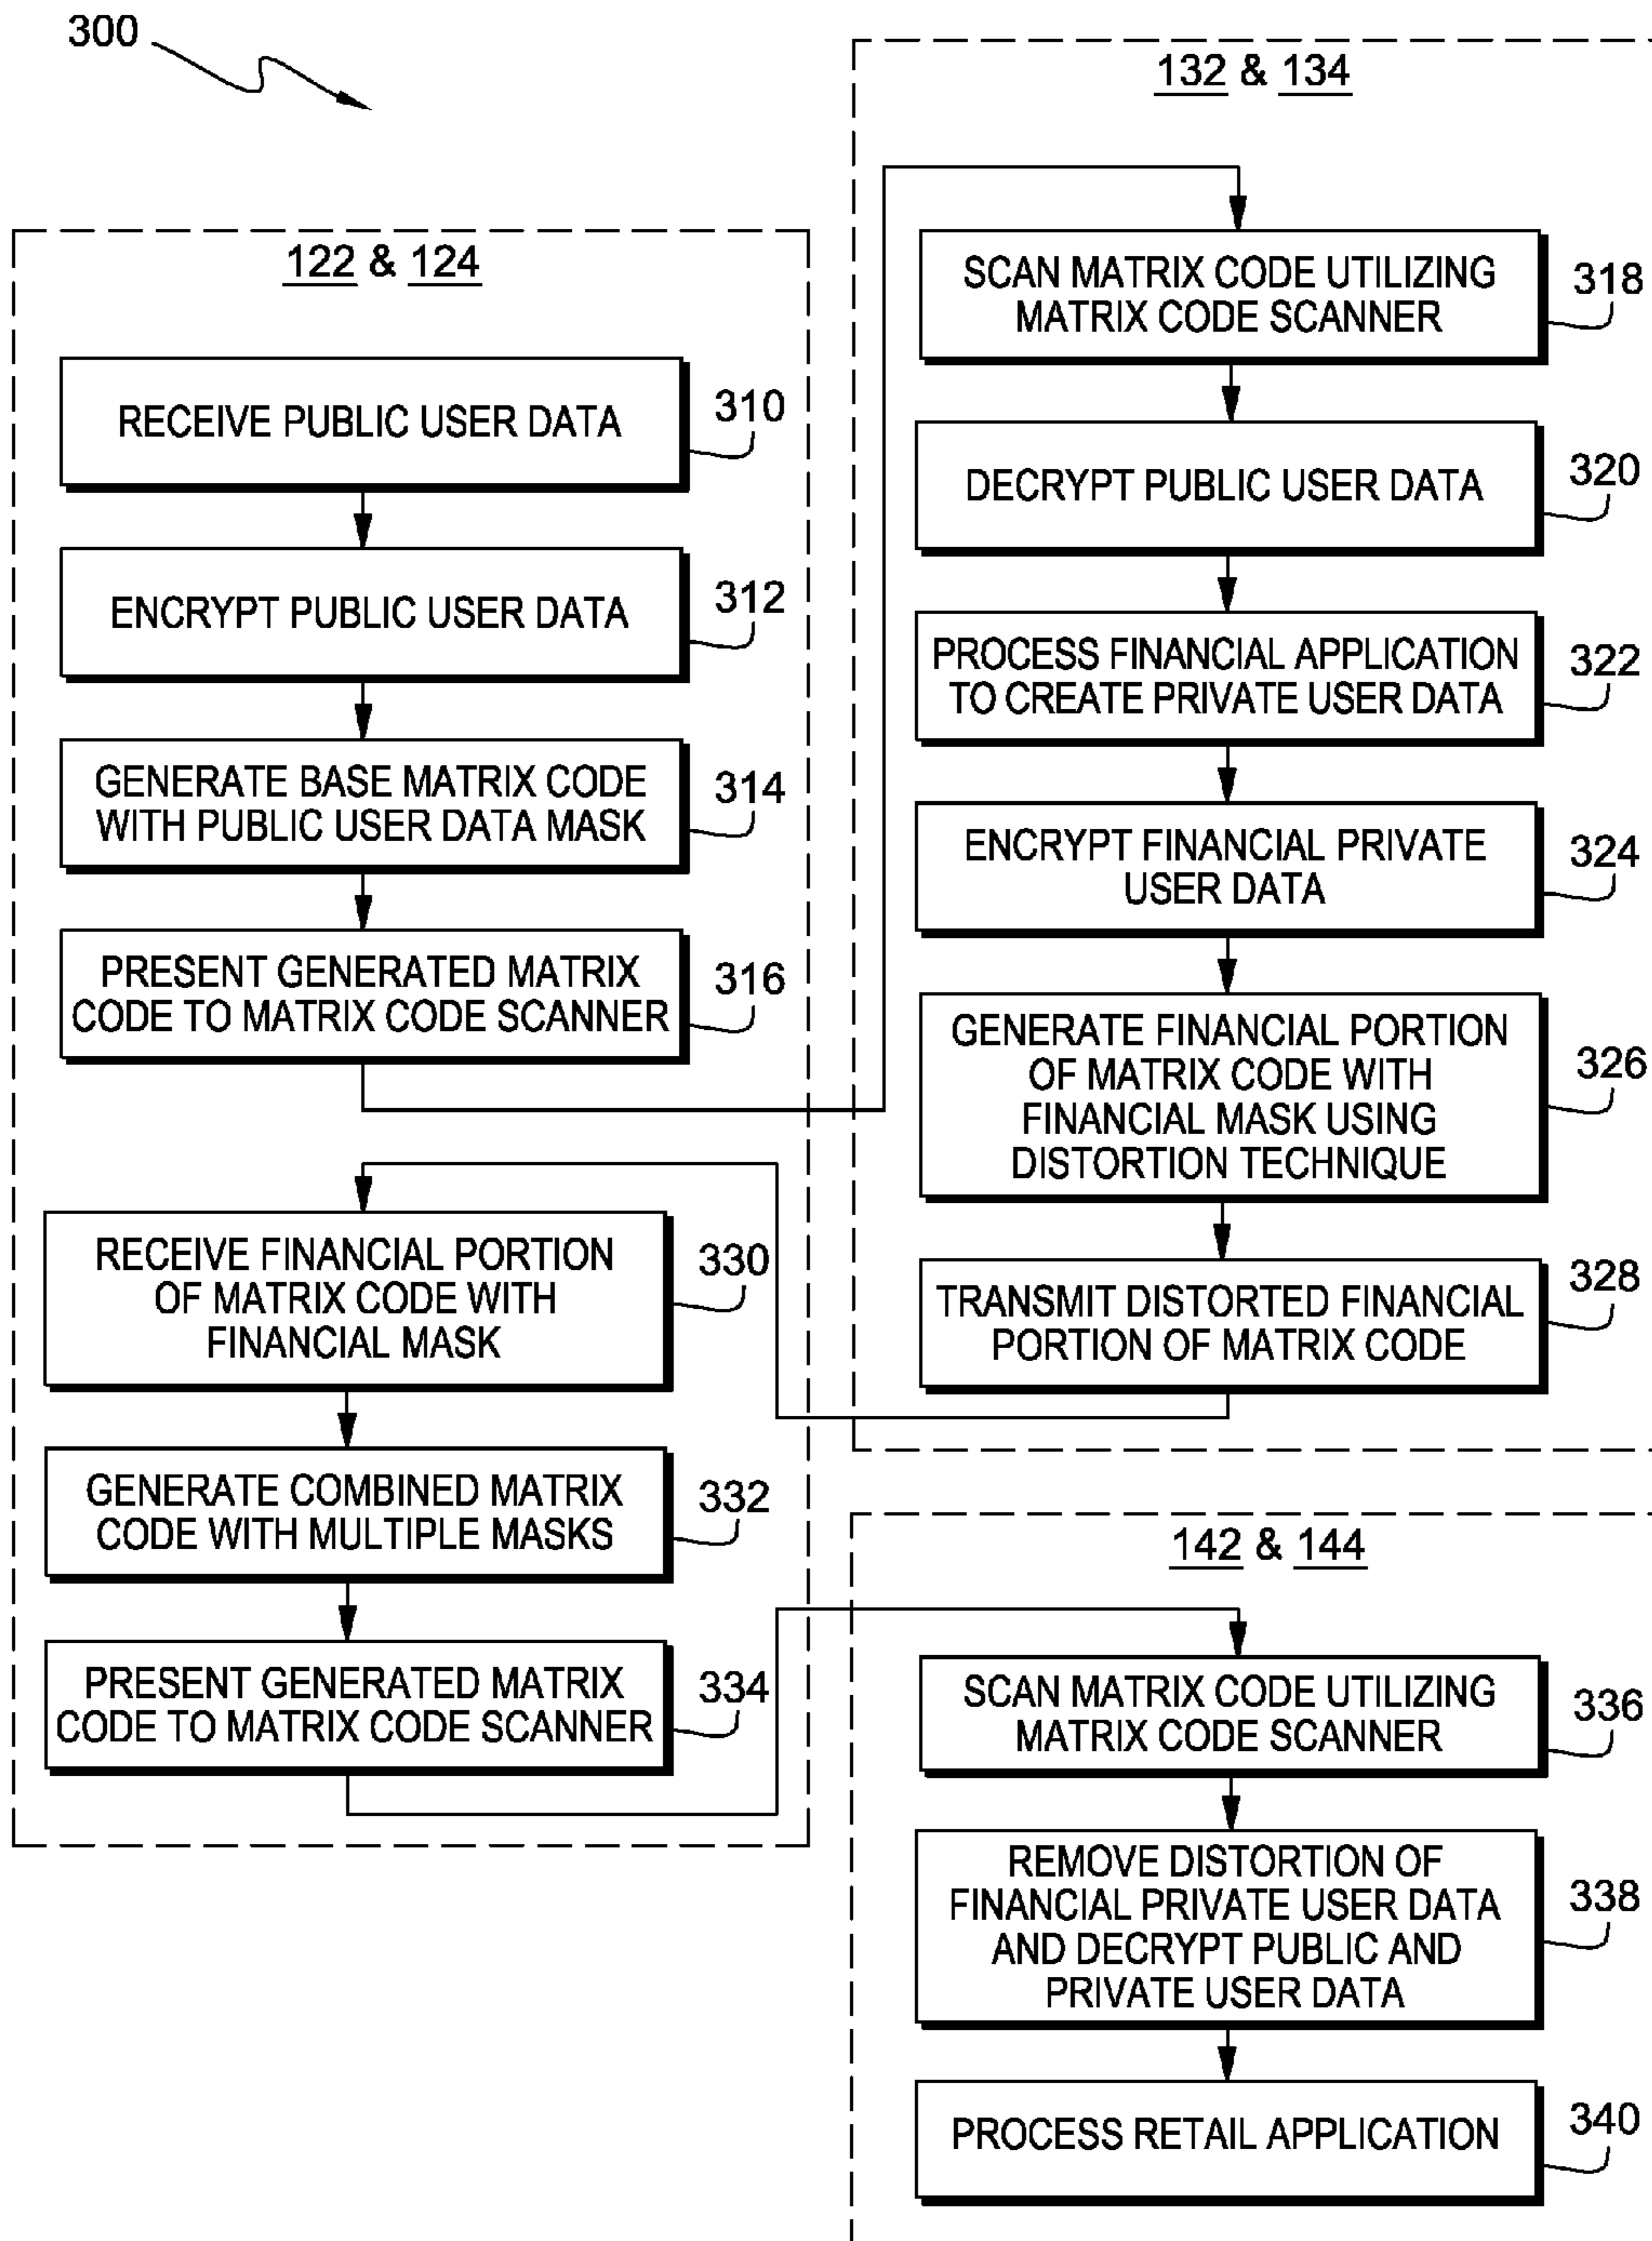 300
122 & 124
RECEIVE PUBLIC USER DATA
310
ENCRYPT PUBLIC USER DATA
312
GENERATE BASE MATRIX CODE
WITH PUBLIC USER DATA MASK
314
PRESENT GENERATED MATRIX
CODE TO MATRIX CODE SCANNER
316
132 & 134
SCAN MATRIX CODE UTILIZING
MATRIX CODE SCANNER
318
DECRYPT PUBLIC USER DATA
320
PROCESS FINANCIAL APPLICATION
TO CREATE PRIVATE USER DATA
322
ENCRYPT FINANCIAL PRIVATE
USER DATA
324
GENERATE FINANCIAL PORTION
OF MATRIX CODE WITH
FINANCIAL MASK USING
DISTORTION TECHNIQUE
326
TRANSMIT DISTORTED FINANCIAL
PORTION OF MATRIX CODE
328
RECEIVE FINANCIAL PORTION
OF MATRIX CODE WITH
FINANCIAL MASK
330
GENERATE COMBINED MATRIX
CODE WITH MULTIPLE MASKS
332
PRESENT GENERATED MATRIX
CODE TO MATRIX CODE SCANNER
334
142 & 144
SCAN MATRIX CODE UTILIZING
MATRIX CODE SCANNER
336
REMOVE DISTORTION OF
FINANCIAL PRIVATE USER DATA
AND DECRYPT PUBLIC AND
PRIVATE USER DATA
338
PROCESS RETAIL APPLICATION
340